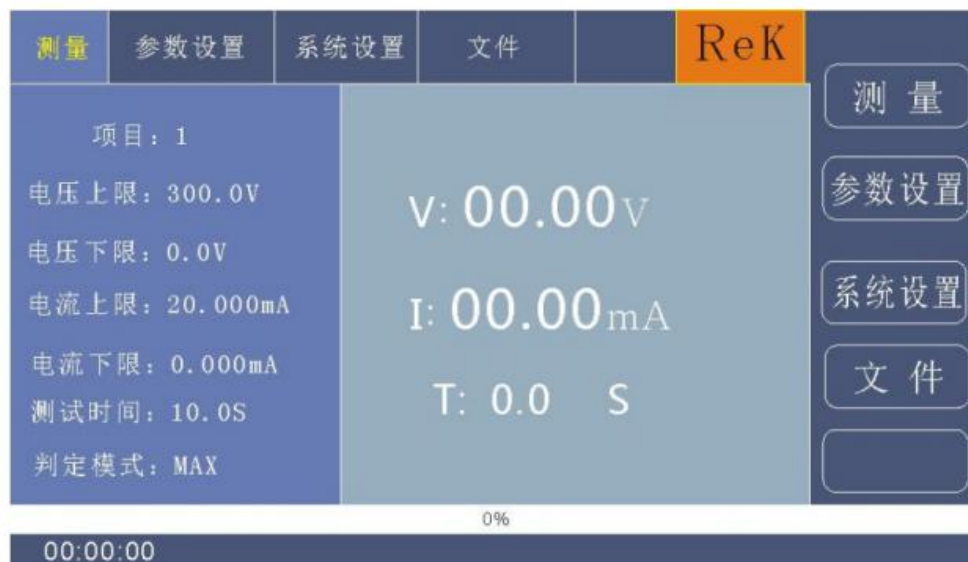 测量 参数设置 系统设置 文件 ReK
项目：1
电压上限：300.0V
电压下限：0.0V
电流上限：20.000mA
电流下限：0.000mA
测试时间：10.0S
判定模式：MAX
V: 00.00V
I: 00.00mA
T: 0.0 S
测 量
参数设置
系统设置
文 件
0%
00:00:00